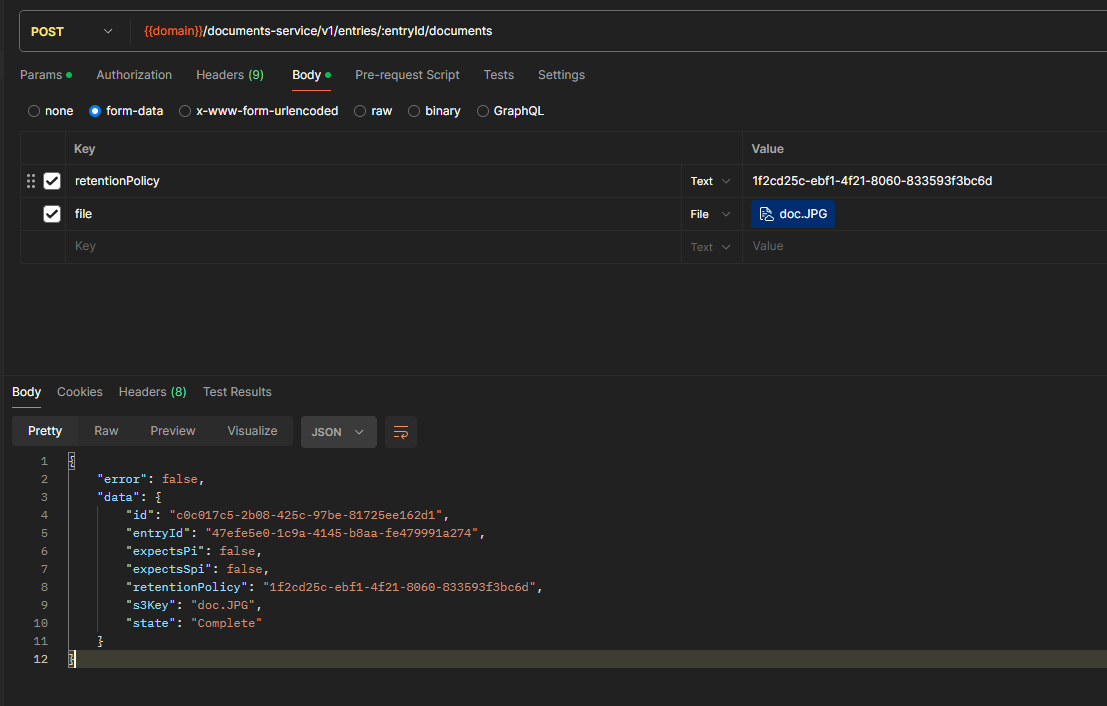 POST {{domain}}/documents-service/v1/entries/:entryId/documents
Params Authorization Headers (9) Body Pre-request Script Tests Settings
none form-data x-www-form-urlencoded raw binary GraphQL
Key Value
retentionPolicy Text 1f2cd25c-ebf1-4f21-8060-833593f3bc6d
file File doc.JPG
Key Text Value
Body Cookies Headers (8) Test Results
Pretty Raw Preview Visualize JSON
1 {
2 "error": false,
3 "data": {
4 "id": "c0c017c5-2b08-425c-97be-81725ee162d1",
5 "entryId": "47efe5e0-1c9a-4145-b8aa-fe479991a274",
6 "expectsPi": false,
7 "expectsSpi": false,
8 "retentionPolicy": "1f2cd25c-ebf1-4f21-8060-833593f3bc6d",
9 "s3Key": "doc.JPG",
10 "state": "Complete"
11 }
12 }